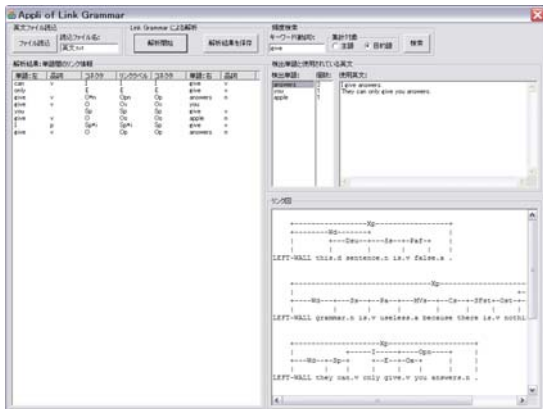 Appli of Link Grammar
英文ファイル読込
ファイル読込
読込ファイル名:
英文.txt
Link Grammar による解析
解析開始
解析結果を保存
頻度検索
キーワード(動詞):
give
集計対象
主語
目的語
検索
解析結果:単語間のリンク情報
単語:左 品詞 コネクタ リンクラベル コネクタ 単語:右 品詞
can v I I I give v
only E E E give v
give v O*n Opn Op answers n
give v O Ox Ox you
you Sp Sp Sp give v
give v O Os Os apple n
I p Sp*i Sp*i Sp give v
give v O Op Op answers n
検出単語と使用されている英文
検出単語: 個数: 使用英文:
answers 2
you 1
apple 1
I give answers.
They can only give you answers.
リンク図
Xp
Wd
Dsu Ss Paf
LEFT-WALL this.d sentence.n is.v false.a .
Xp
Wn Ss Pa MVs Cs SFst Ost
LEFT-WALL grammar.n is.v useless.a because there is.v nothi
Xp
I Opn
Wd Sp E Ox
LEFT-WALL they can.v only give.v you answers.n .